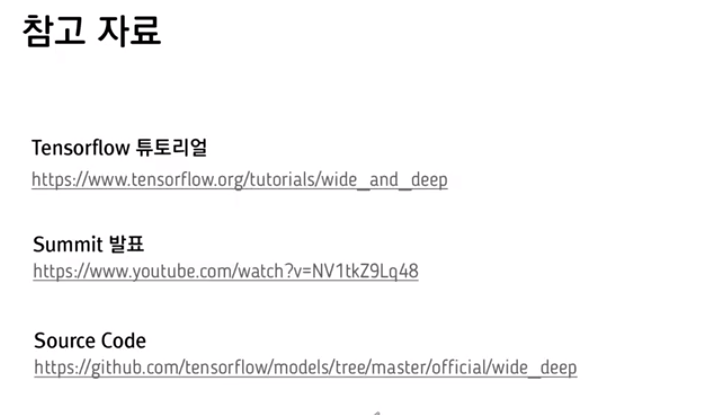 참고 자료
Tensorflow 튜토리얼
https://www.tensorflow.org/tutorials/wide_and_deep
Summit 발표
https://www.youtube.com/watch?v=NV1tkZ9Lq48
Source Code
https://github.com/tensorflow/models/tree/master/official/wide_deep